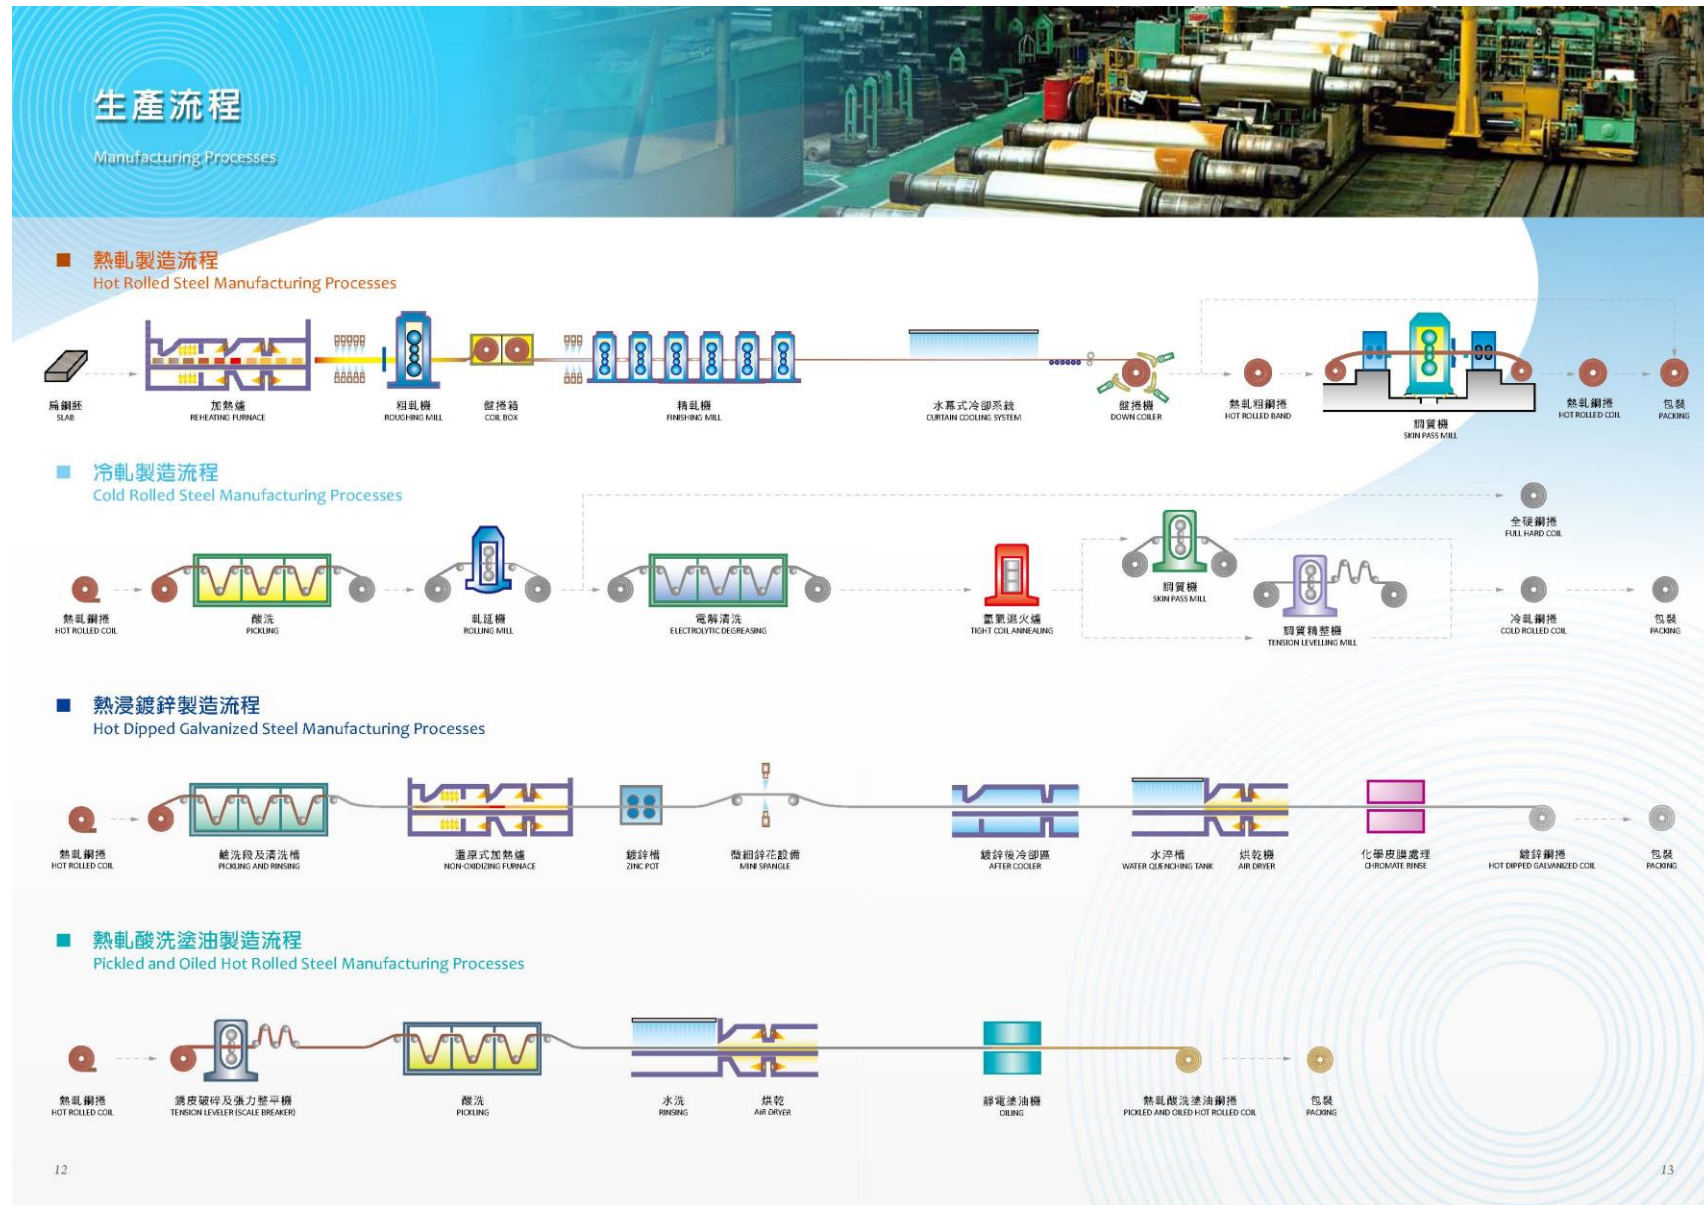 生產流程
Manufacturing Processes
熱軋製造流程
Hot Rolled Steel Manufacturing Processes
扁鋼胚
SLAB
加熱爐
REHEATING FURNACE
粗軋機
ROUGHING MILL
盤捲箱
COIL BOX
精軋機
FINISHING MILL
水幕式冷卻系統
CURTAIN COOLING SYSTEM
盤捲機
DOWN COILER
熱軋粗鋼捲
HOT ROLLED BAND
調質機
SKIN PASS MILL
熱軋鋼捲
HOT ROLLED COIL
包裝
PACKING
冷軋製造流程
Cold Rolled Steel Manufacturing Processes
熱軋鋼捲
HOT ROLLED COIL
酸洗
PICKLING
軋延機
ROLLING MILL
電解清洗
ELECTROLYTIC DEGREASING
氫氣退火爐
TIGHT COIL ANNEALING
調質機
SKIN PASS MILL
調質精整機
TENSION LEVELLING MILL
全硬鋼捲
FULL HARD COIL
冷軋鋼捲
COLD ROLLED COIL
包裝
PACKING
熱浸鍍鋅製造流程
Hot Dipped Galvanized Steel Manufacturing Processes
熱軋鋼捲
HOT ROLLED COIL
鹼洗段及清洗槽
PICKLING AND RINSING
還原式加熱爐
NON-OXIDIZING FURNACE
鍍鋅槽
ZINC POT
微細鋅花設備
MINI SPANGLE
鍍鋅後冷卻區
AFTER COOLER
水淬槽
WATER QUENCHING TANK
烘乾機
AIR DRYER
化學皮膜處理
CHROMATE RINSE
鍍鋅鋼捲
HOT DIPPED GALVANIZED COIL
包裝
PACKING
熱軋酸洗塗油製造流程
Pickled and Oiled Hot Rolled Steel Manufacturing Processes
熱軋鋼捲
HOT ROLLED COIL
銹皮破碎及張力整平機
TENSION LEVELER (SCALE BREAKER)
酸洗
PICKLING
水洗
RINSING
烘乾
AIR DRYER
靜電塗油機
OILING
熱軋酸洗塗油鋼捲
PICKLED AND OILED HOT ROLLED COIL
包裝
PACKING
12
13